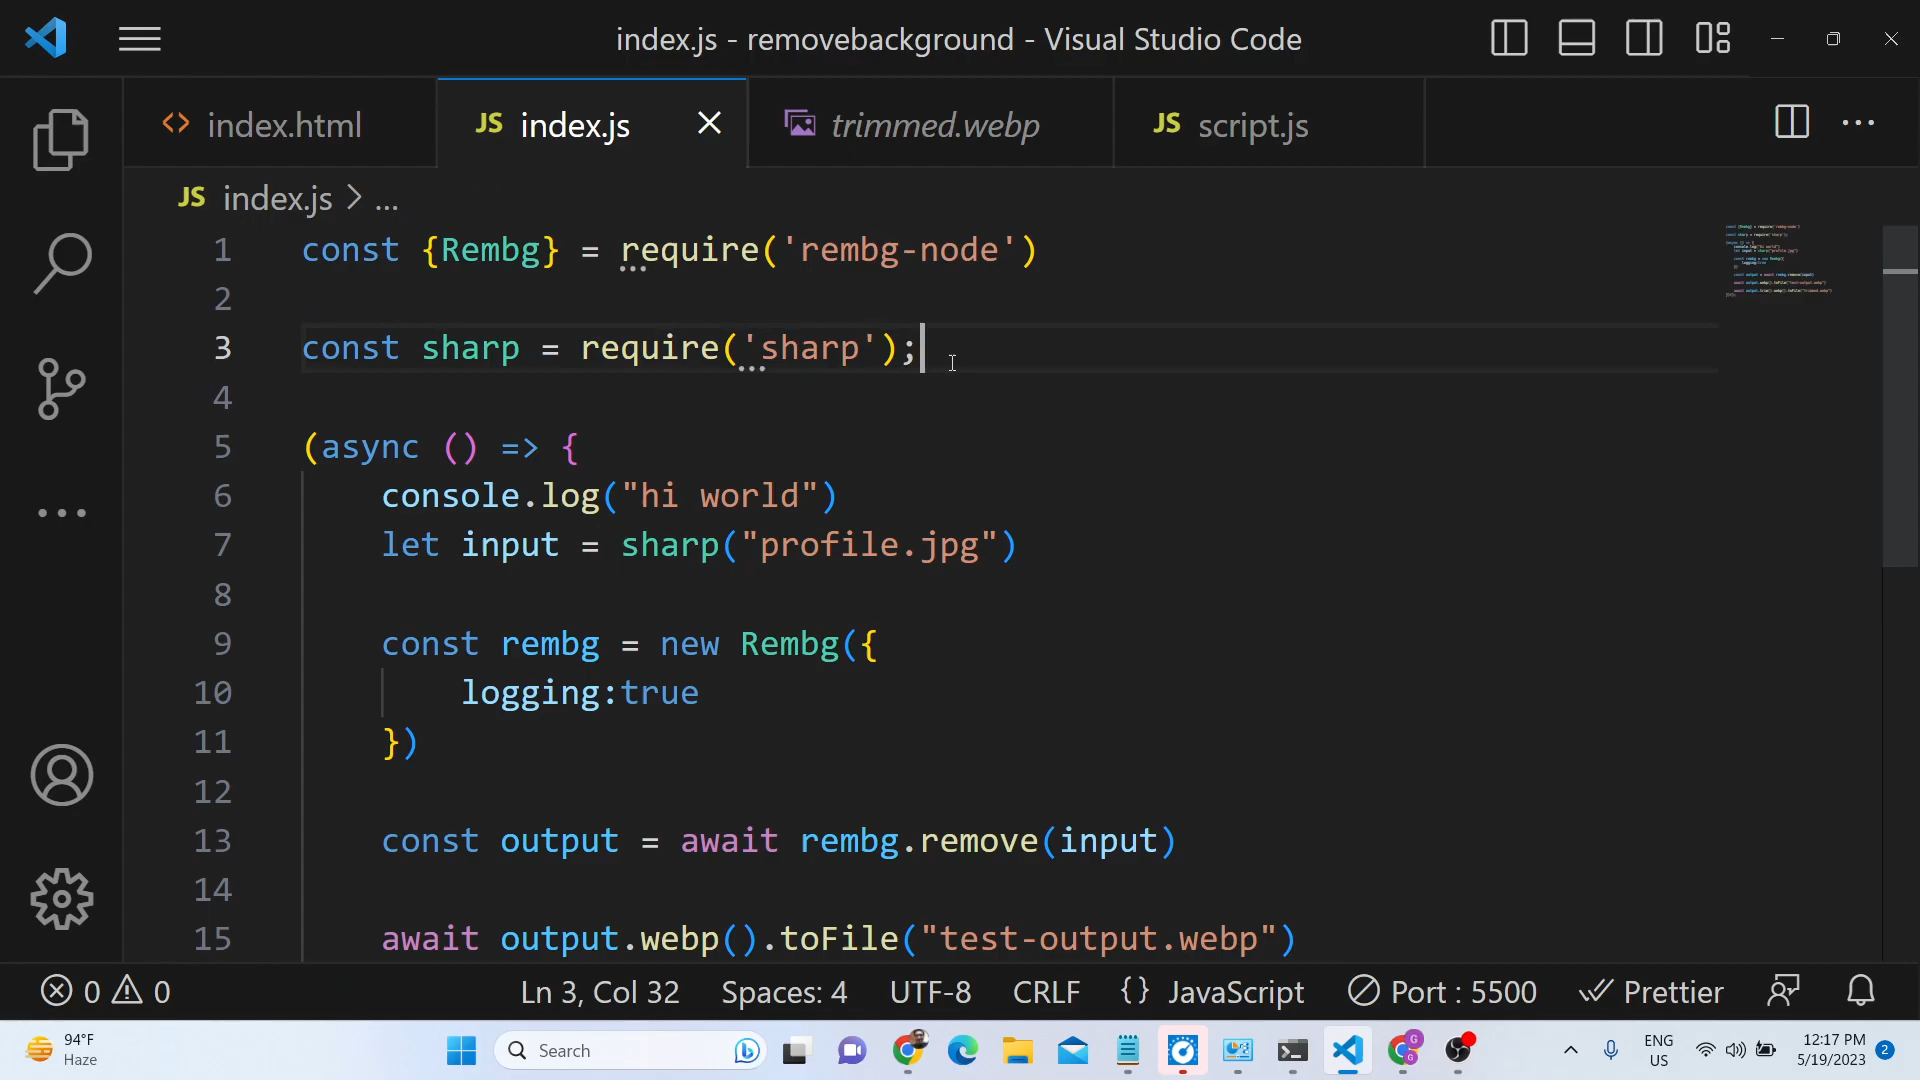 index.js - removebackground - Visual Studio Code
index.html
JS index.js
trimmed.webp
JS script.js
JS index.js > ...
1 const {Rembg} = require('rembg-node')
2
3 const sharp = require('sharp');
4
5 (async () => {
6 console.log("hi world")
7 let input = sharp("profile.jpg")
8
9 const rembg = new Rembg({
10 logging:true
11 })
12
13 const output = await rembg.remove(input)
14
15 await output.webp().toFile("test-output.webp")
0 0 Ln 3, Col 32 Spaces: 4 UTF-8 CRLF {} JavaScript Port : 5500 Prettier
94°F
Haze
Search
G
G
ENG
US
12:17 PM
5/19/2023
2